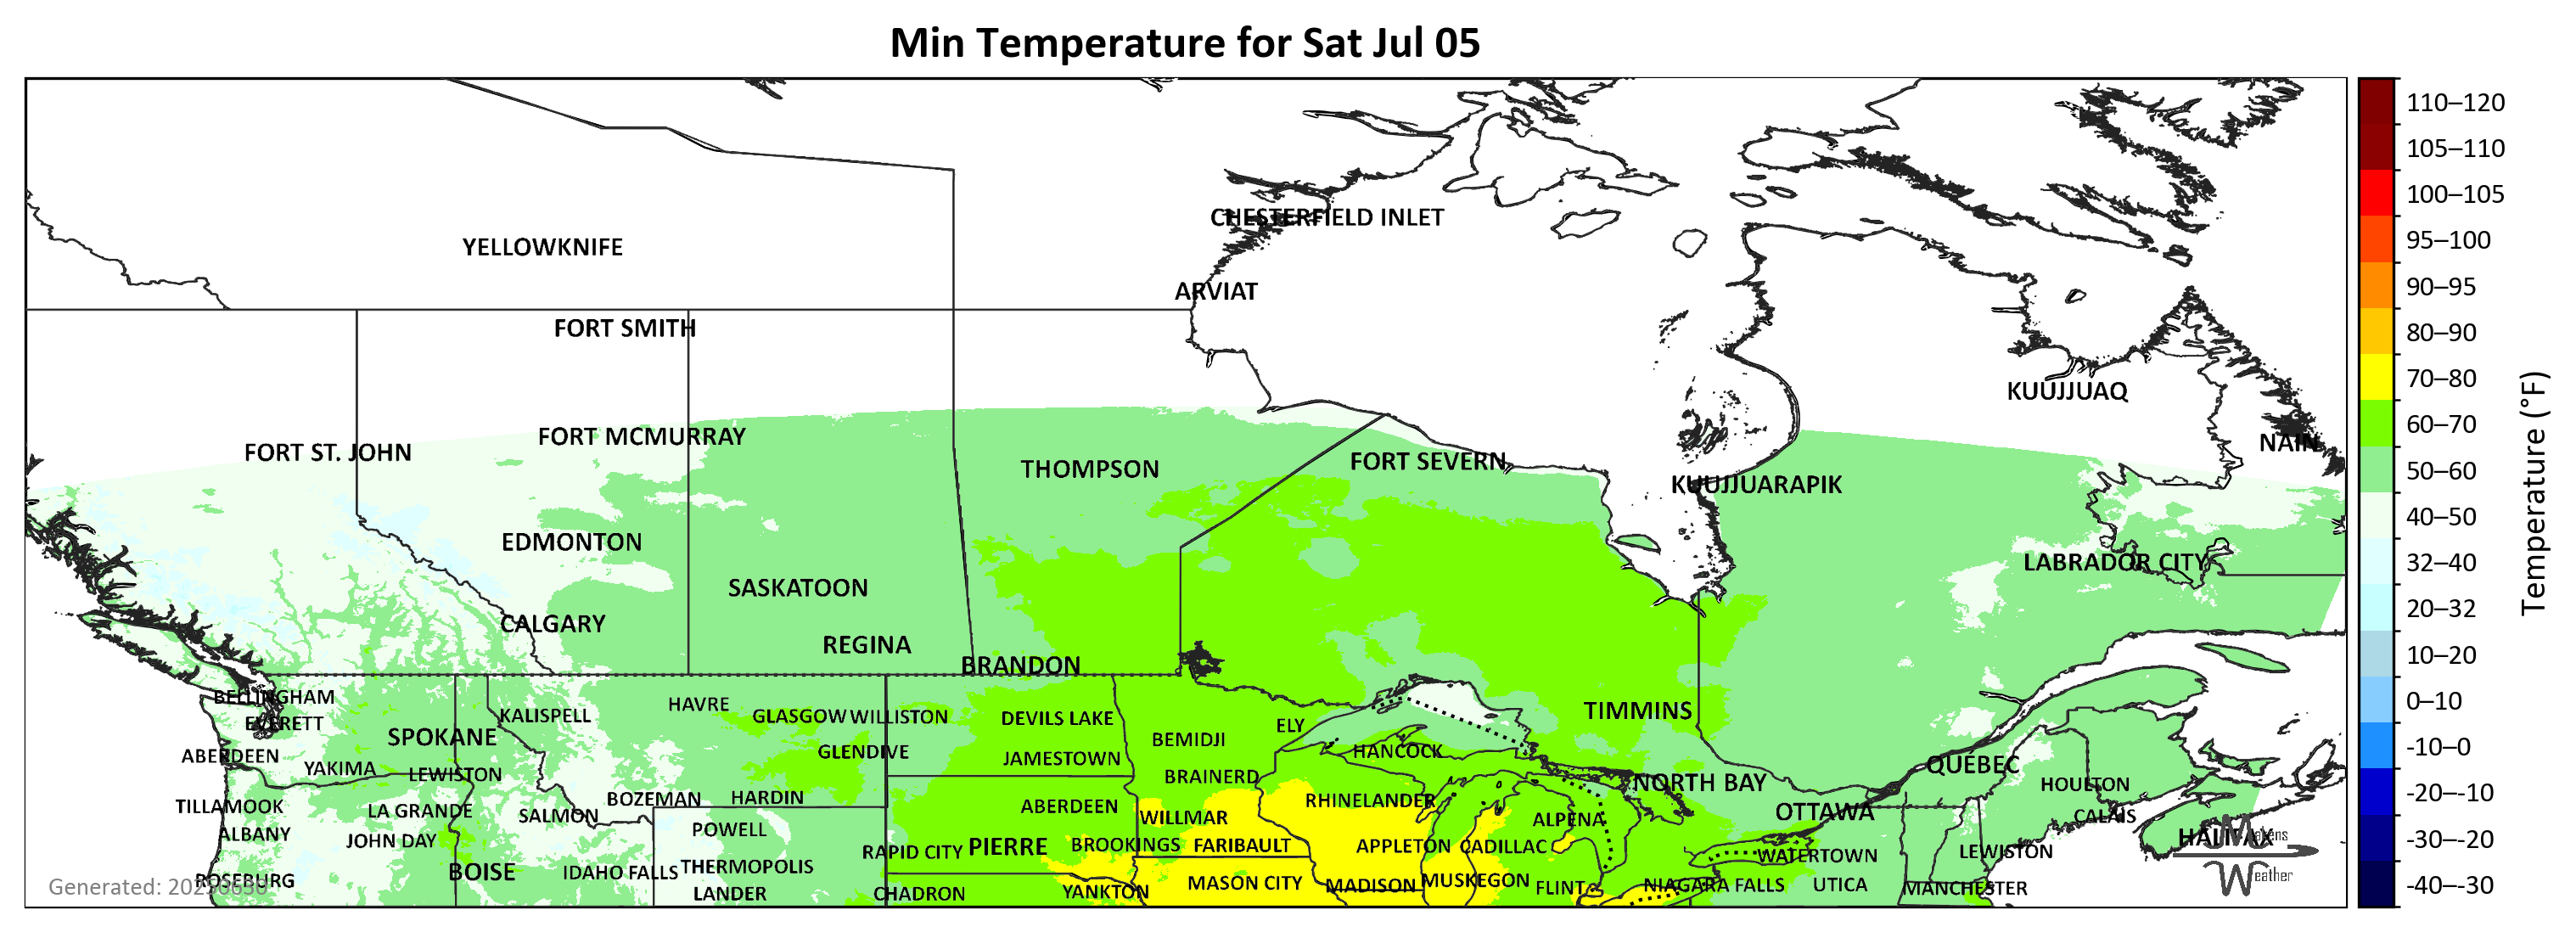 Min Temperature for Sat Jul 05
110–120
105–110
100–105
95–100
90–95
80–90
70–80
60–70
50–60
40–50
32–40
20–32
10–20
0–10
-10–0
-20–-10
-30–-20
-40–-30
Temperature (°F)
CHESTERFIELD INLET
YELLOWKNIFE
ARVIAT
FORT SMITH
KUUJJUAQ
FORT MCMURRAY
NAIN
FORT ST. JOHN
FORT SEVERN
THOMPSON
KUUJJUARAPIK
EDMONTON
LABRADOR CITY
SASKATOON
CALGARY
REGINA
BRANDON
BELLINGHAM
HAVRE
TIMMINS
KALISPELL
GLASGOW
WILLISTON
DEVILS LAKE
EVERETT
ELY
SPOKANE
BEMIDJI
GLENDIVE
HANCOCK
ABERDEEN
JAMESTOWN
QUÉBEC
YAKIMA
LEWISTON
BRAINERD
NORTH BAY
HOULTON
BOZEMAN
HARDIN
RHINELANDER
TILLAMOOK
ABERDEEN
LA GRANDE
OTTAWA
SALMON
WILLMAR
CALAIS
ALPENA
POWELL
ALBANY
HALIFAX
JOHN DAY
BROOKINGS
FARIBAULT
APPLETON
CADILLAC
PIERRE
RAPID CITY
LEWISTON
WATERTOWN
THERMOPOLIS
BOISE
IDAHO FALLS
ROSEBURG
MASON CITY
MADISON
MUSKEGON
NIAGARA FALLS
UTICA
FLINT
MANCHESTER
YANKTON
LANDER
CHADRON
Makens
Weather
Generated: 20250630